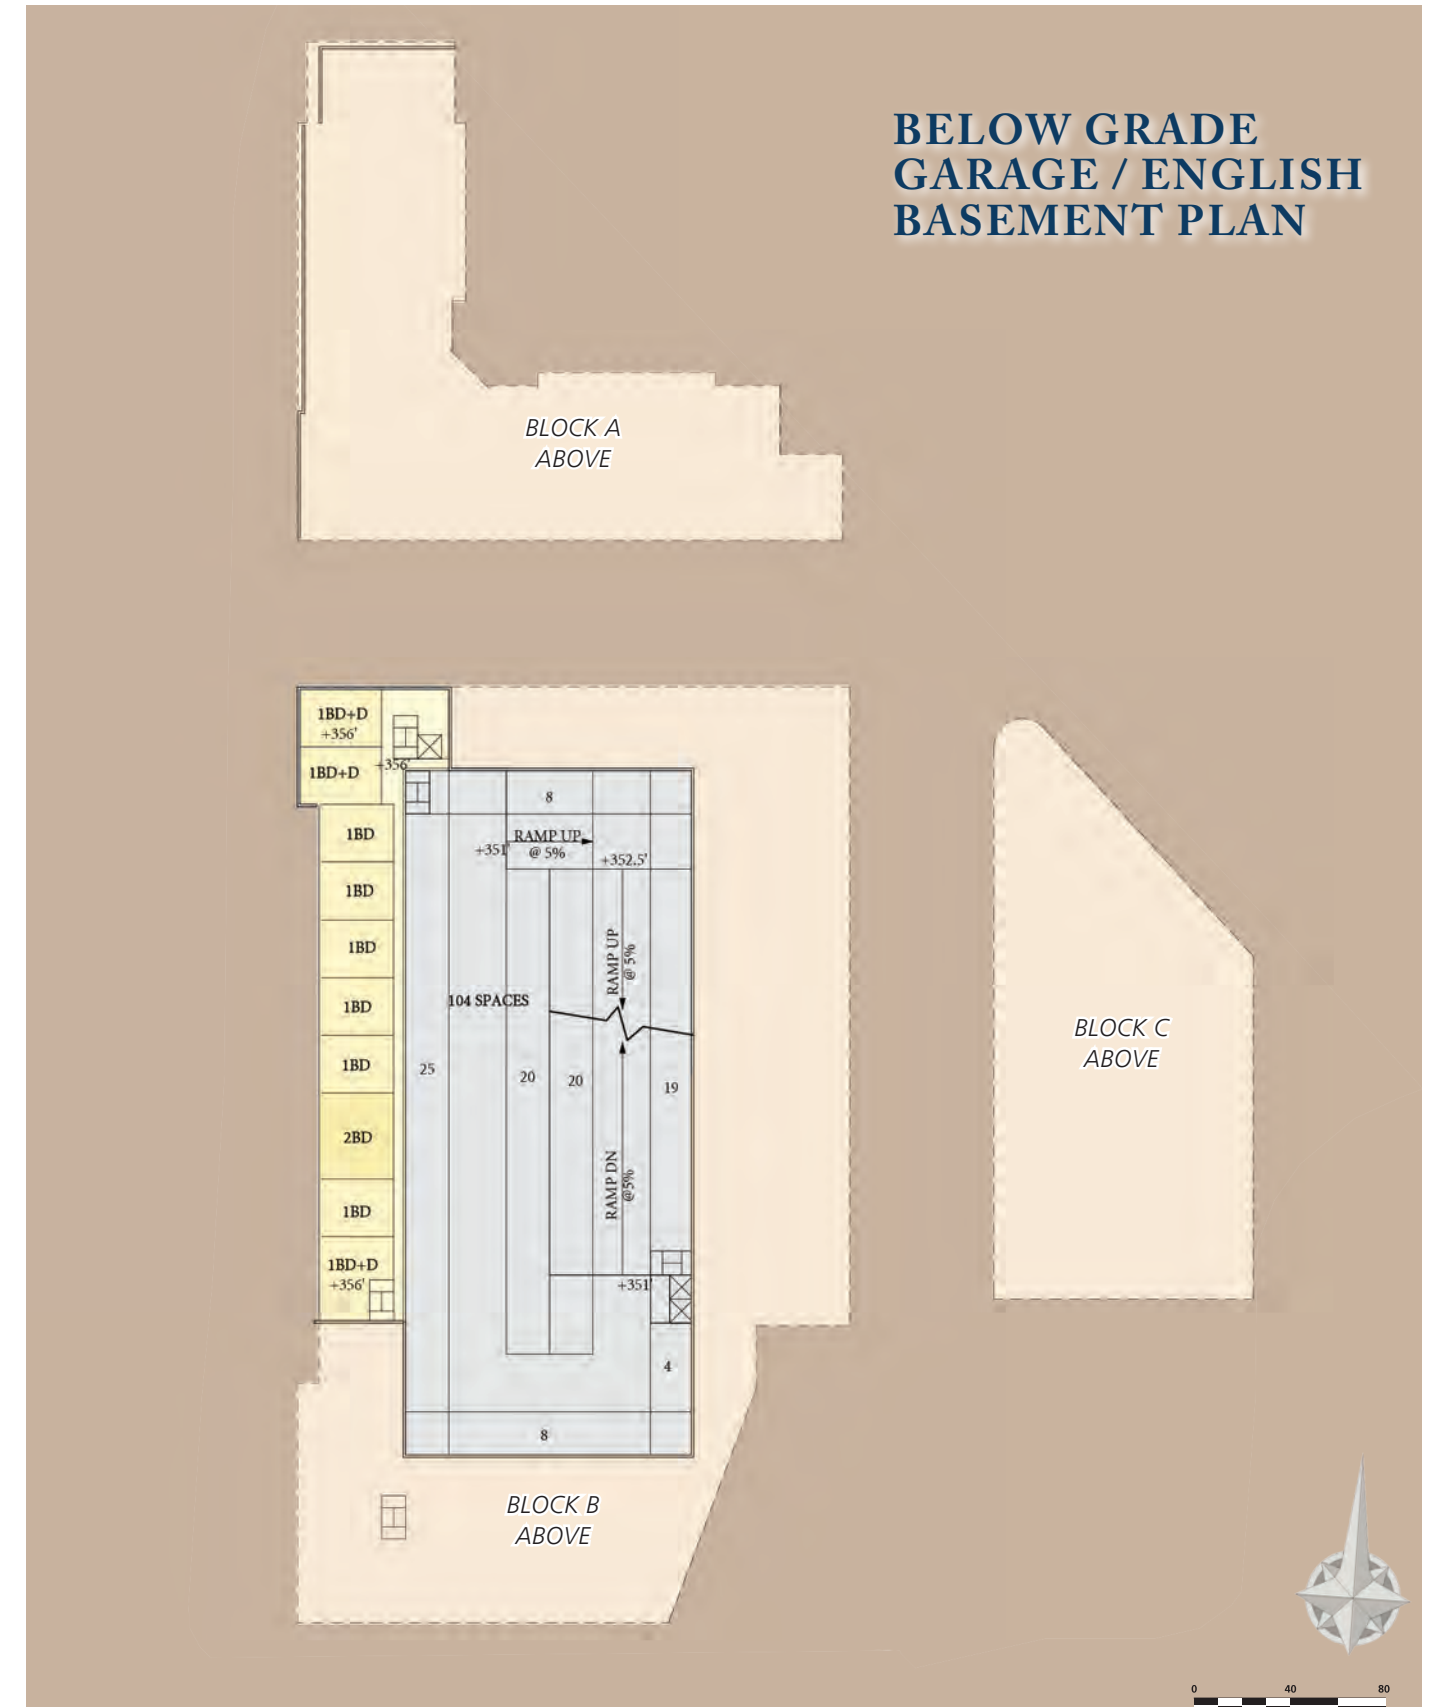 BELOW GRADE
GARAGE / ENGLISH
BASEMENT PLAN
BLOCK A
ABOVE
1BD+D
+356'
1BD+D
+356'
8
1BD
RAMP UP
+351'
@ 5%
+352.5'
1BD
1BD
RAMP UP
@ 5%
104 SPACES
1BD
BLOCK C
ABOVE
1BD
25
20
20
19
2BD
RAMP DN
@5%
1BD
1BD+D
+356'
+351'
4
8
BLOCK B
ABOVE
0 40 80